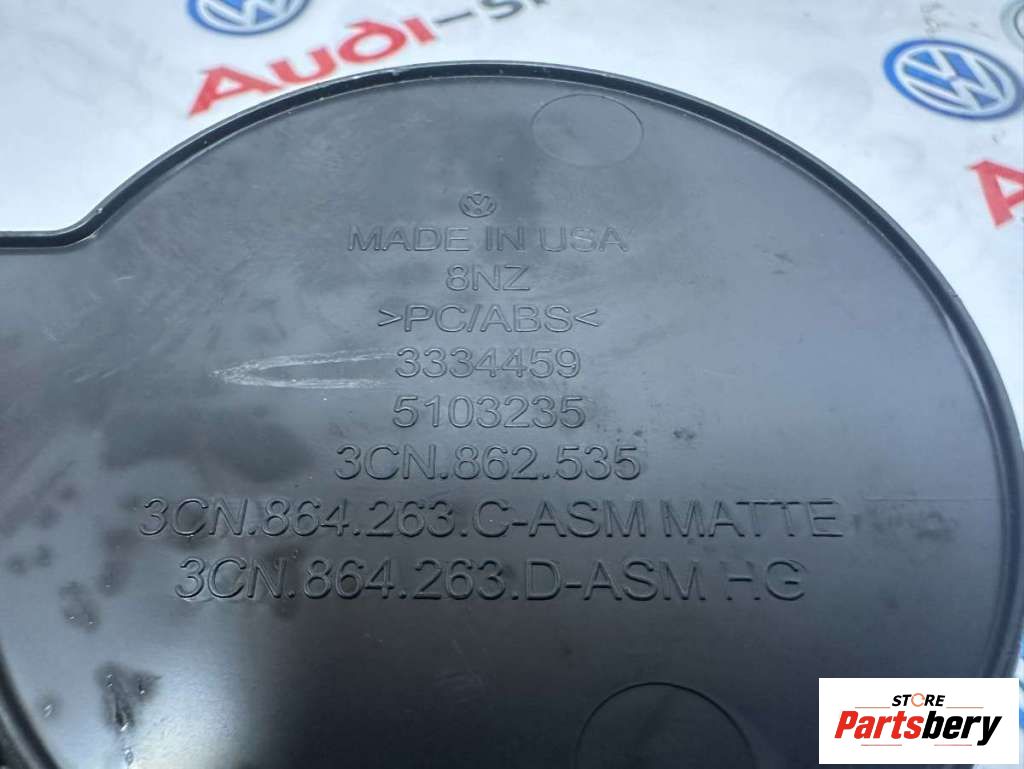 AUDI-S
MADE IN USA
8NZ
>PC/ABS<
3334459
5103235
3CN.862.535
3CN.864.263.C-ASM MATTE
3CN.864.263.D-ASM HG
STORE
Partsbery